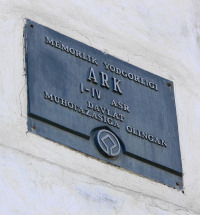 MEMORLIK YODGORLIGI
ARK
I-IV ASR
DAVLAT
MUHOFAZASIGA OLINGAN